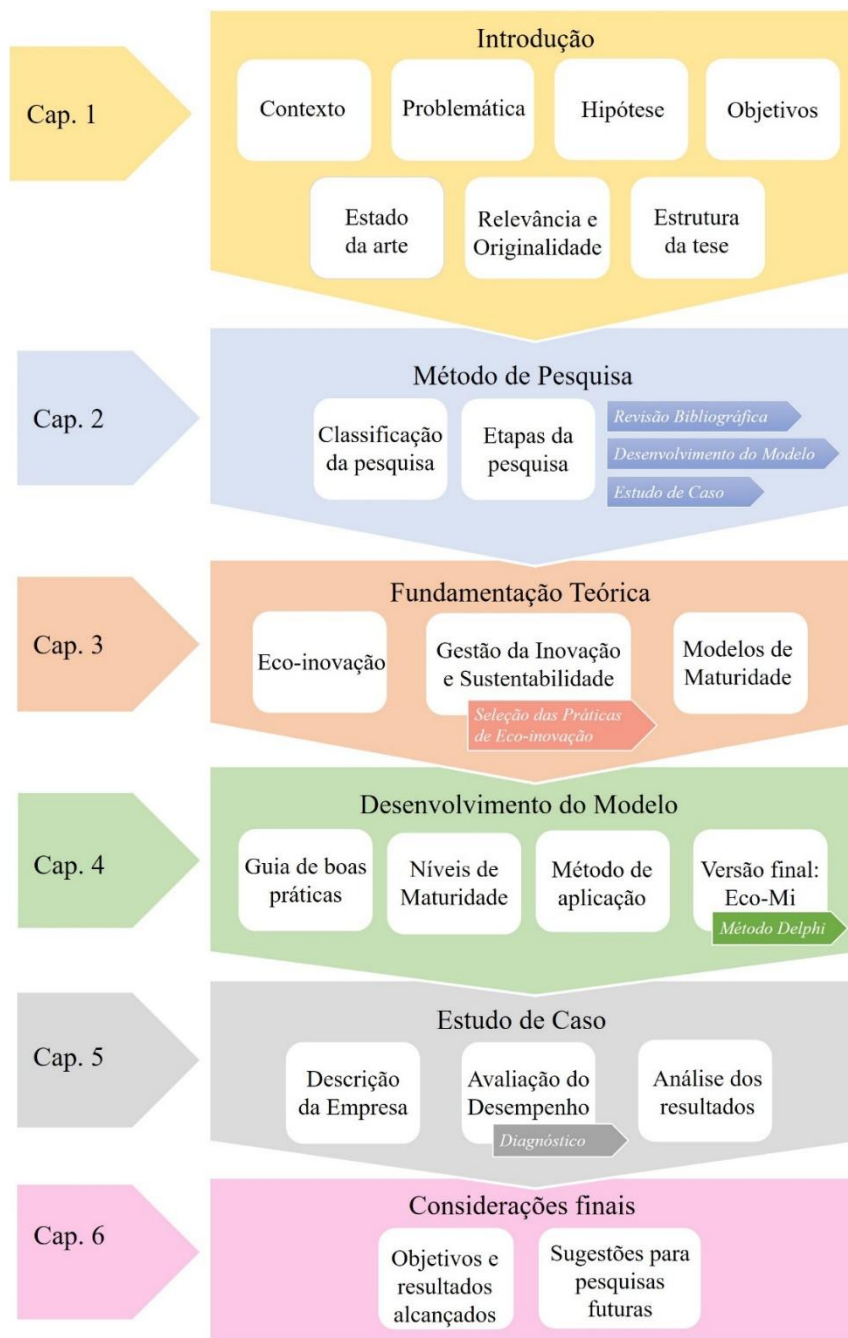 Cap. 1
Introdução
Contexto
Problemática
Hipótese
Objetivos
Estado
da arte
Relevância e
Originalidade
Estrutura
da tese
Cap. 2
Método de Pesquisa
Classificação
da pesquisa
Etapas da
pesquisa
Revisão Bibliográfica
Desenvolvimento do Modelo
Estudo de Caso
Cap. 3
Fundamentação Teórica
Eco-inovação
Gestão da Inovação
e Sustentabilidade
Seleção das Práticas
de Eco-inovação
Modelos de
Maturidade
Cap. 4
Desenvolvimento do Modelo
Guia de boas
práticas
Níveis de
Maturidade
Método de
aplicação
Versão final:
Eco-Mi
Método Delphi
Cap. 5
Estudo de Caso
Descrição
da Empresa
Avaliação do
Desempenho
Diagnóstico
Análise dos
resultados
Cap. 6
Considerações finais
Objetivos e
resultados
alcançados
Sugestões para
pesquisas
futuras